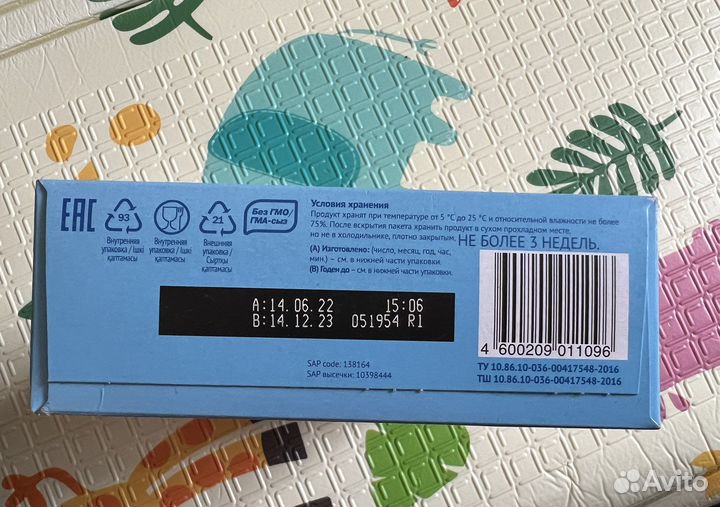 EAC
93
21
Без ГМО/
ГМА-сыз
Внутренняя
упаковка / Ішкі
қаптамасы
Внутренняя
упаковка / Ішкі
қаптамасы
Внешняя
упаковка /
Сыртқы
қаптамасы
Условия хранения
Продукт хранят при температуре от 5 °C до 25 °C и относительной влажности не более
75%. После вскрытия пакета хранить продукт в сухом прохладном месте,
но не в холодильнике, плотно закрытым. НЕ БОЛЕЕ 3 НЕДЕЛЬ.
(А) Изготовлено: (число, месяц, год, час,
мин.) – см. в нижней части упаковки.
(В) Годен до – см. в нижней части упаковки.
A:14.06.22 15:06
B:14.12.23 051954 R1
4 600209 011096
SAP code: 138164
SAP высечки: 10398444
ТУ 10.86.10-036-00417548-2016
ТШ 10.86.10-036-00417548-2016
Avito